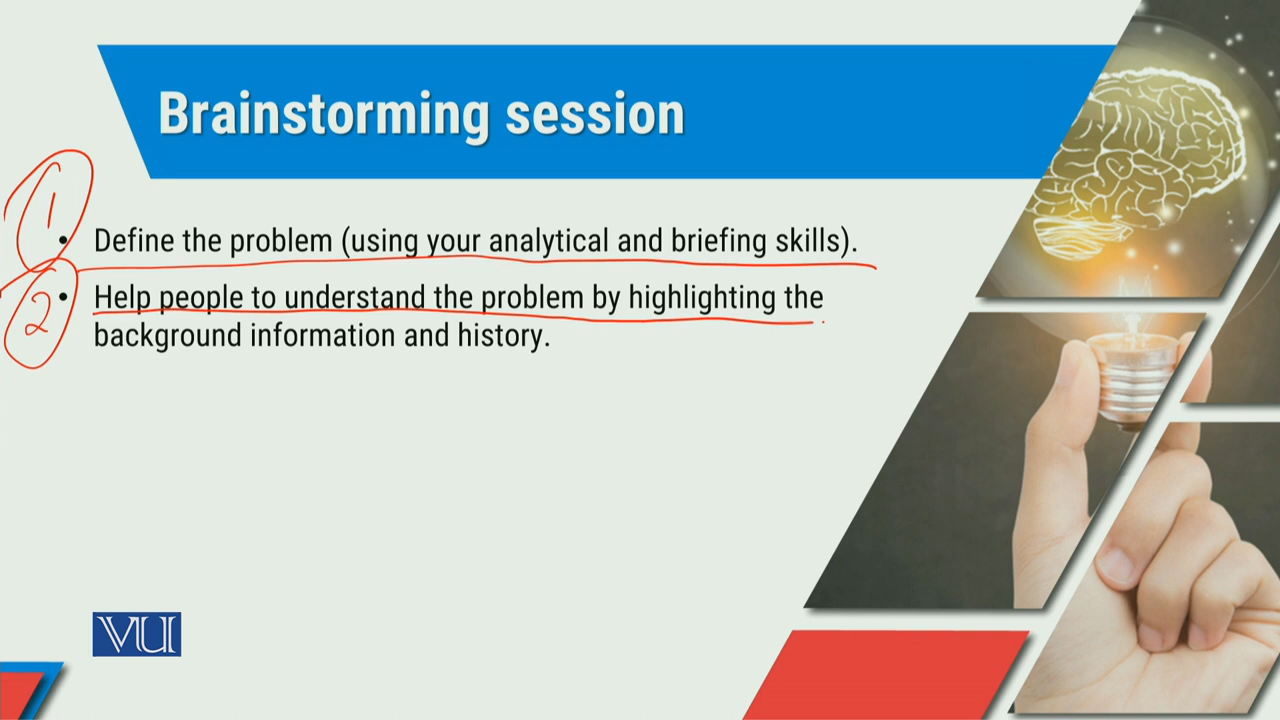 Brainstorming session
1
• Define the problem (using your analytical and briefing skills).
2
• Help people to understand the problem by highlighting the
background information and history.
VU